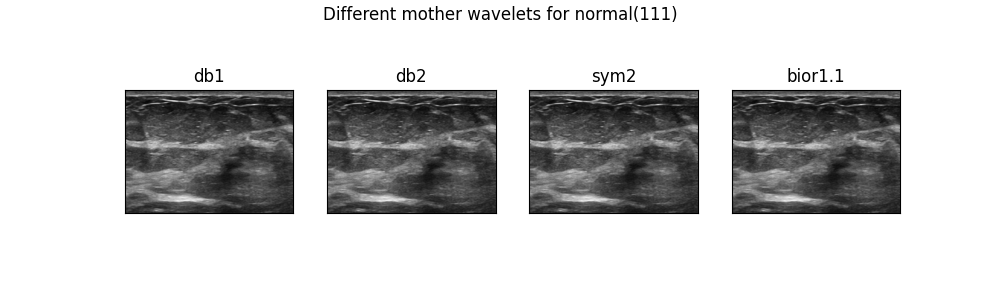 Different mother wavelets for normal(111)
db1
db2
sym2
bior1.1